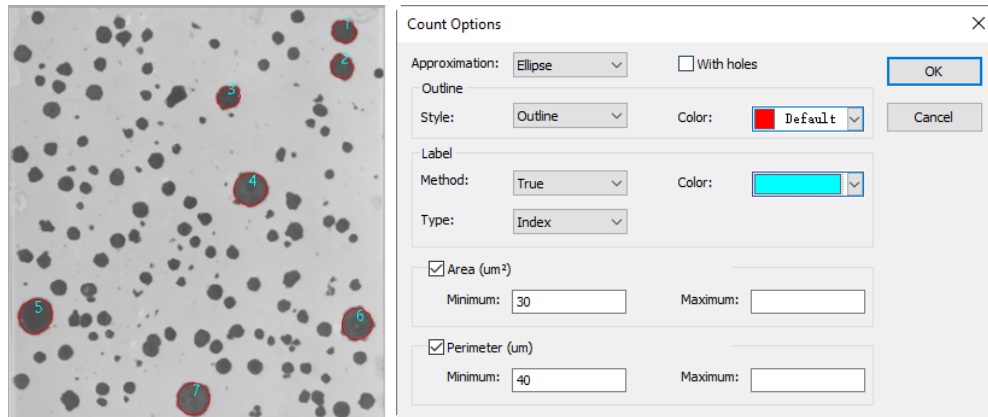 1
2
3
4
5
6
7
Count Options
Approximation: Ellipse With holes OK
Outline
Style: Outline Color: Default Cancel
Label
Method: True Color:
Type: Index
Area (um²)
Minimum: 30 Maximum:
Perimeter (um)
Minimum: 40 Maximum: